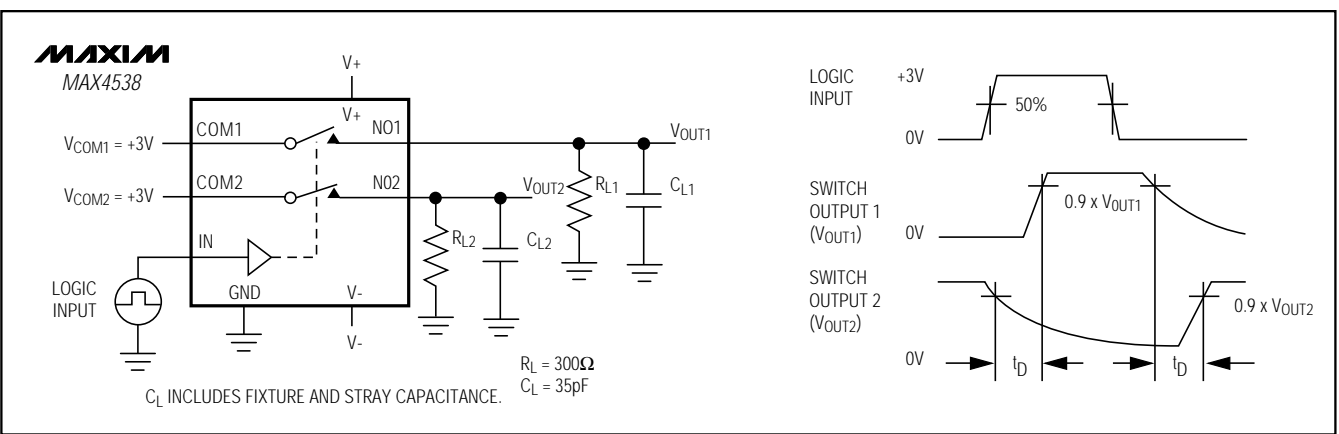 MAXIM
MAX4538
V+
V+
COM1
NO1
VCOM1 = +3V
VOUT1
COM2
N02
VCOM2 = +3V
VOUT2
RL1
CL1
IN
RL2
CL2
LOGIC
INPUT
GND
V-
V-
RL = 300Ω
CL = 35pF
CL INCLUDES FIXTURE AND STRAY CAPACITANCE.
LOGIC
INPUT
+3V
50%
0V
SWITCH
OUTPUT 1
(VOUT1)
0.9 x VOUT1
0V
SWITCH
OUTPUT 2
(VOUT2)
0.9 x VOUT2
0V
tD
tD